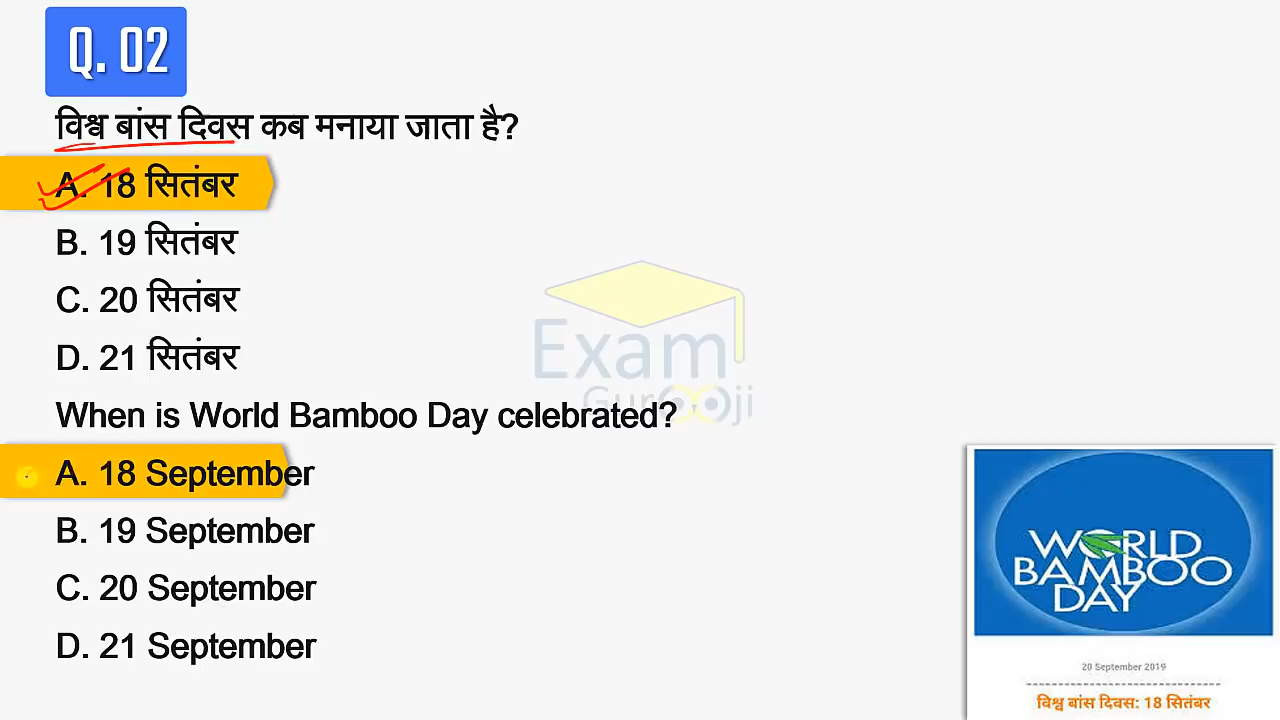 Q. 02
विश्व बांस दिवस कब मनाया जाता है?
A. 18 सितंबर
B. 19 सितंबर
C. 20 सितंबर
D. 21 सितंबर
Exam
Gurooji
When is World Bamboo Day celebrated?
A. 18 September
B. 19 September
C. 20 September
D. 21 September
WORLD
BAMBOO
DAY
20 September 2019
विश्व बांस दिवस: 18 सितंबर